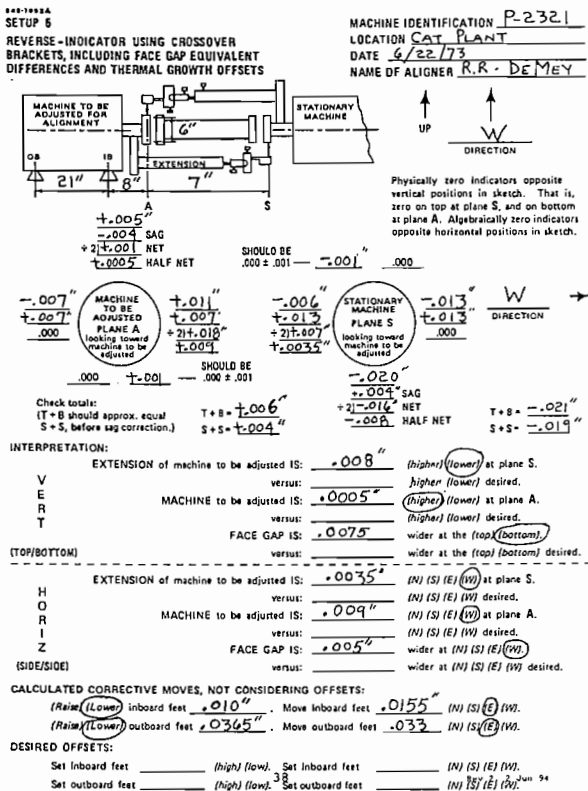 848-1992A
SETUP 6
REVERSE-INDICATOR USING CROSSOVER
BRACKETS, INCLUDING FACE GAP EQUIVALENT
DIFFERENCES AND THERMAL GROWTH OFFSETS
MACHINE IDENTIFICATION P-2321
LOCATION CAT PLANT
DATE 6/22/73
NAME OF ALIGNER R.R. DEMEY
MACHINE TO BE
ADJUSTED FOR
ALIGNMENT
6"
STATIONARY
MACHINE
EXTENSION
OB IB
21" 8" 7"
A S
UP
W
DIRECTION
Physically zero indicators opposite
vertical positions in sketch. That is,
zero on top at plane S, and on bottom
at plane A. Algebraically zero indicators
opposite horizontal positions in sketch.
+.005"
-.004 SAG
÷2)+.001 NET
+.0005 HALF NET
SHOULD BE
.000 ± .001 — -.001" .000
-.007"
+.007"
.000
MACHINE
TO BE
ADJUSTED
PLANE A
looking toward
machine to be
adjusted
+.011"
+.007"
÷2)+.018"
+.009
-.006"
+.013"
÷2)+.007"
+.0035"
STATIONARY
MACHINE
PLANE S
looking toward
machine to be
adjusted
-.013"
+.013"
.000
W
DIRECTION
SHOULD BE
.000 +.001 — .000 ± .001
-.020"
+.004" SAG
÷2)-.016" NET
-.008 HALF NET
Check totals:
(T + B should approx. equal
S + S, before sag correction.)
T + B = +.006"
S + S = +.004"
T + B = -.021"
S + S = -.019"
INTERPRETATION:
VERT
(TOP/BOTTOM)
EXTENSION of machine to be adjusted IS: .008" (higher) (lower) at plane S.
versus: higher (lower) desired.
MACHINE to be adjusted IS: .0005" (higher) (lower) at plane A.
versus: (higher) (lower) desired.
FACE GAP IS: .0075 wider at the (top) (bottom).
versus: wider at the (top) (bottom) desired.
HORIZ
(SIDE/SIDE)
EXTENSION of machine to be adjusted IS: .0035" (N) (S) (E) (W) at plane S.
versus: (N) (S) (E) (W) desired.
MACHINE to be adjusted IS: .009" (N) (S) (E) (W) at plane A.
versus: (N) (S) (E) (W) desired.
FACE GAP IS: .005" wider at (N) (S) (E) (W).
versus: wider at (N) (S) (E) (W) desired.
CALCULATED CORRECTIVE MOVES, NOT CONSIDERING OFFSETS:
(Raise) (Lower) inboard feet .010" . Move inboard feet .0155" (N) (S) (E) (W).
(Raise) (Lower) outboard feet .0365" . Move outboard feet .033 (N) (S) (E) (W).
DESIRED OFFSETS:
Set inboard feet (high) (low). Set inboard feet (N) (S) (E) (W).
Set outboard feet (high) (low). Set outboard feet (N) (S) (E) (W).
38
Rev 2 2 Jun 94